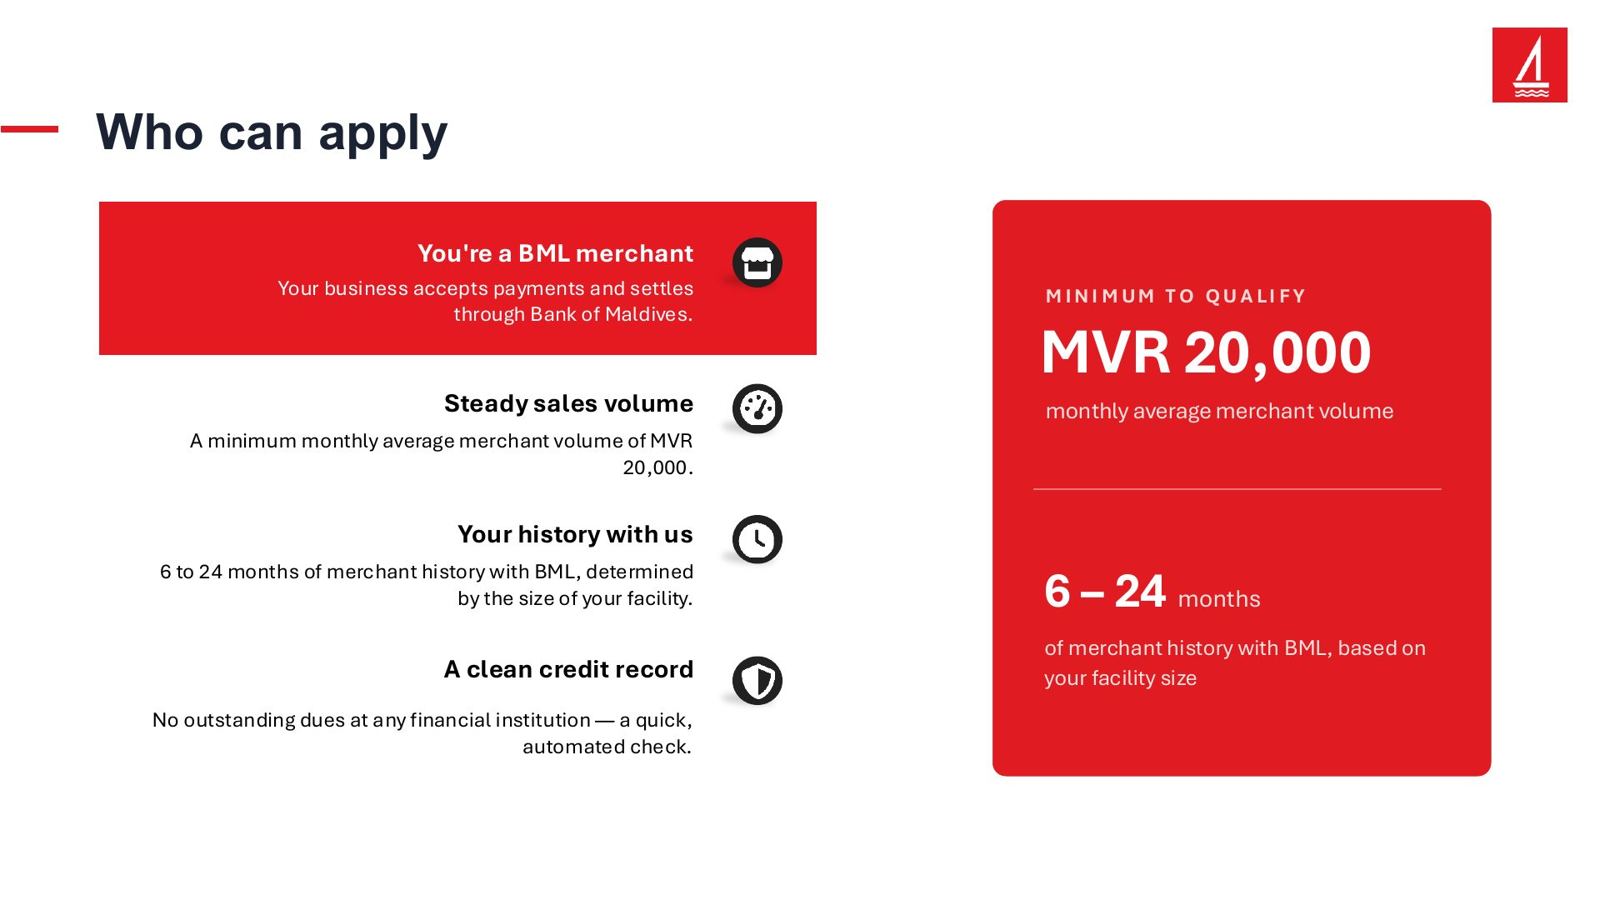 Who can apply
You're a BML merchant
Your business accepts payments and settles
through Bank of Maldives.
Steady sales volume
A minimum monthly average merchant volume of MVR
20,000.
Your history with us
6 to 24 months of merchant history with BML, determined
by the size of your facility.
A clean credit record
No outstanding dues at any financial institution — a quick,
automated check.
MINIMUM TO QUALIFY
MVR 20,000
monthly average merchant volume
6 – 24 months
of merchant history with BML, based on
your facility size